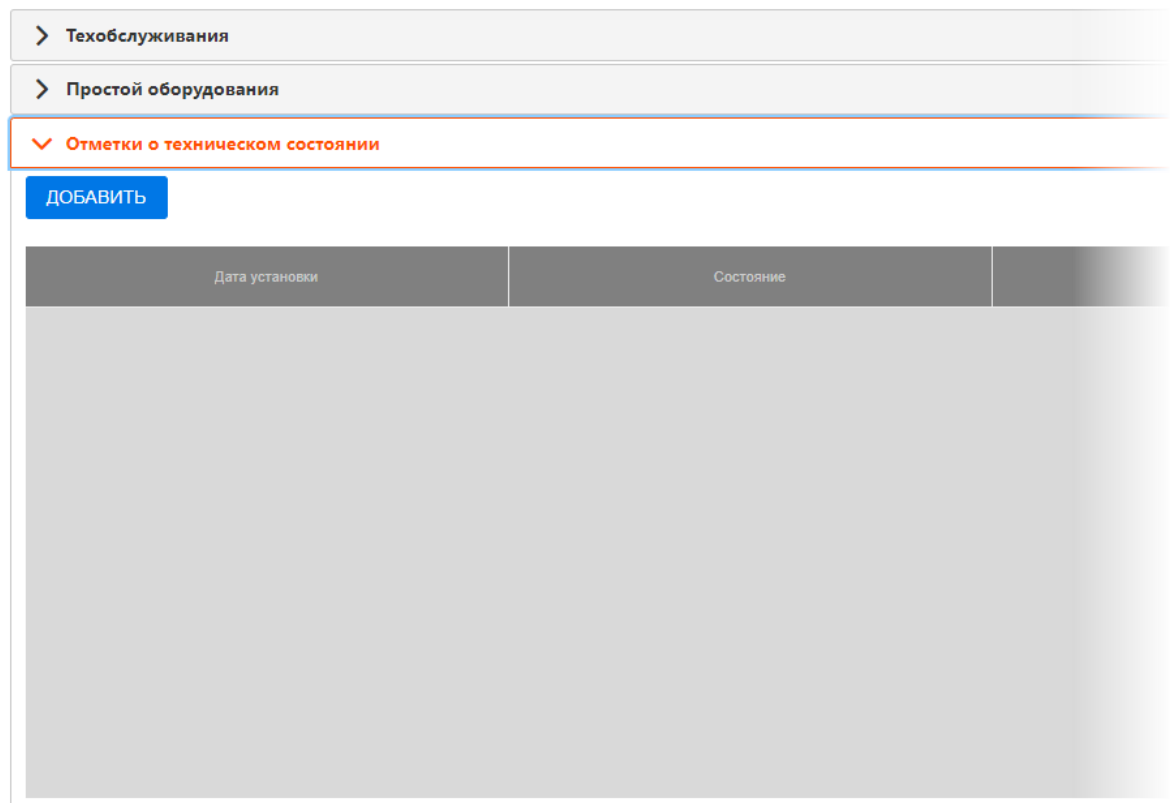 Техобслуживания
Простой оборудования
Отметки о техническом состоянии
ДОБАВИТЬ
Дата установки Состояние